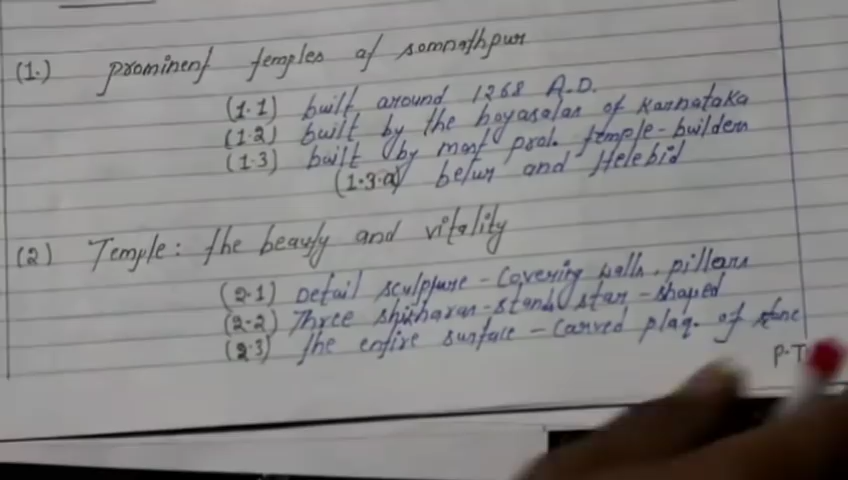 (1.) prominent temples of somnathpur
(1.1) built around 1268 A.D.
(1.2) built by the hoyasalas of Karnataka
(1.3) built by most prol. temple-builders
(1.3.a) belur and Helebid
(2) Temple: the beauty and vitality
(2.1) Detail sculpture - Covering walls, pillars
(2.2) Three shikharas - stands star - shaped
(2.3) the entire surface - Carved plaq. of stone
P.T